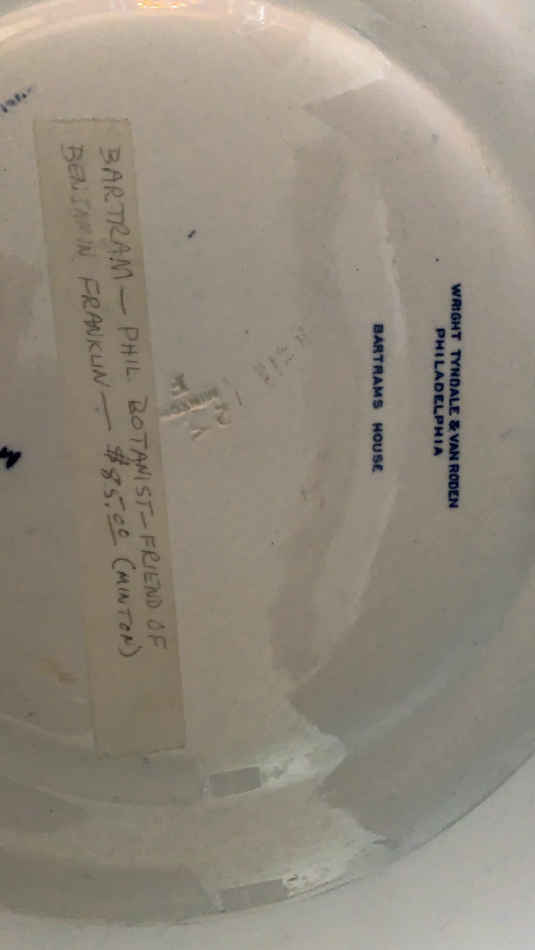 WRIGHT TYNDALE & VAN RODEN
PHILADELPHIA
BARTRAMS HOUSE
BARTRAM — PHIL. BOTANIST — FRIEND OF
BENJAMIN FRANKLIN — $85.00 (MINTON)